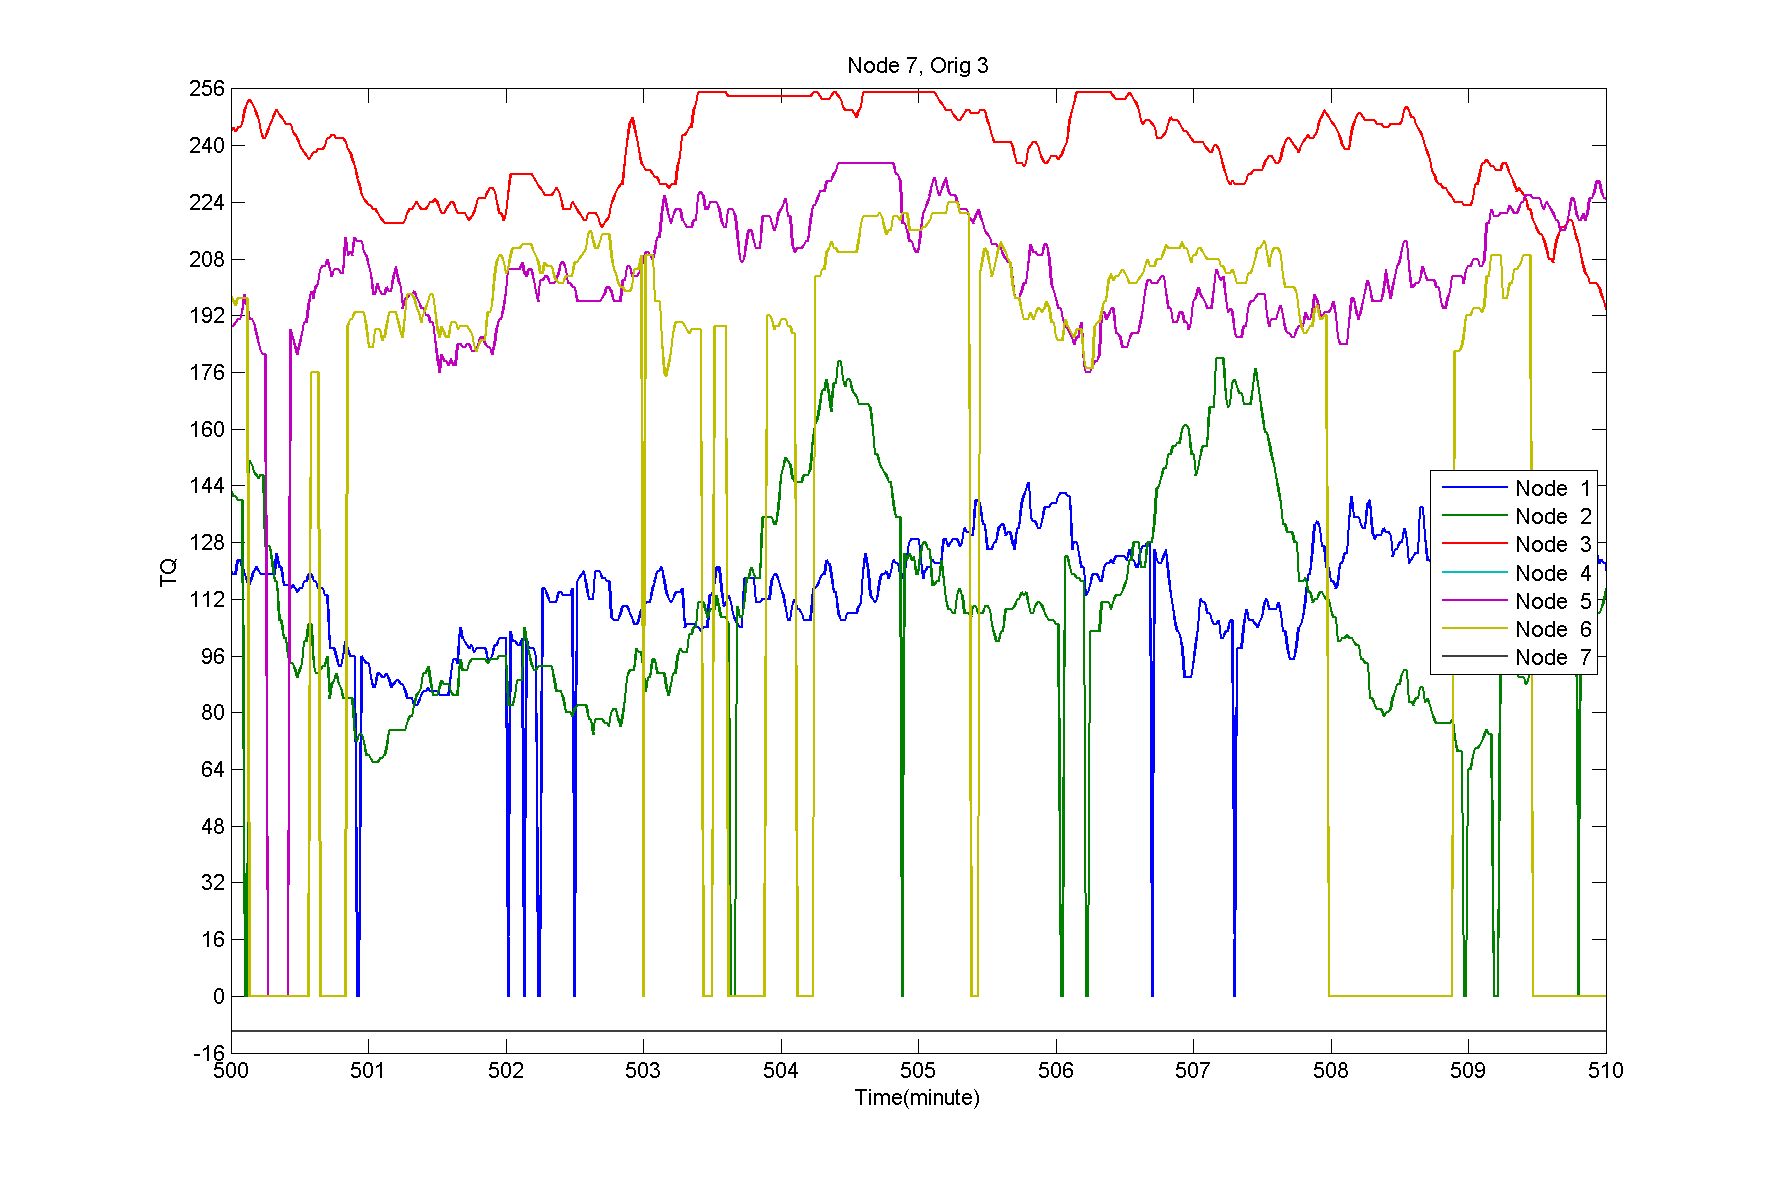 Node 7, Orig 3
256
240
224
208
192
176
160
144
128
112
96
80
64
48
32
16
0
-16
TQ
Node 1
Node 2
Node 3
Node 4
Node 5
Node 6
Node 7
500 501 502 503 504 505 506 507 508 509 510
Time(minute)